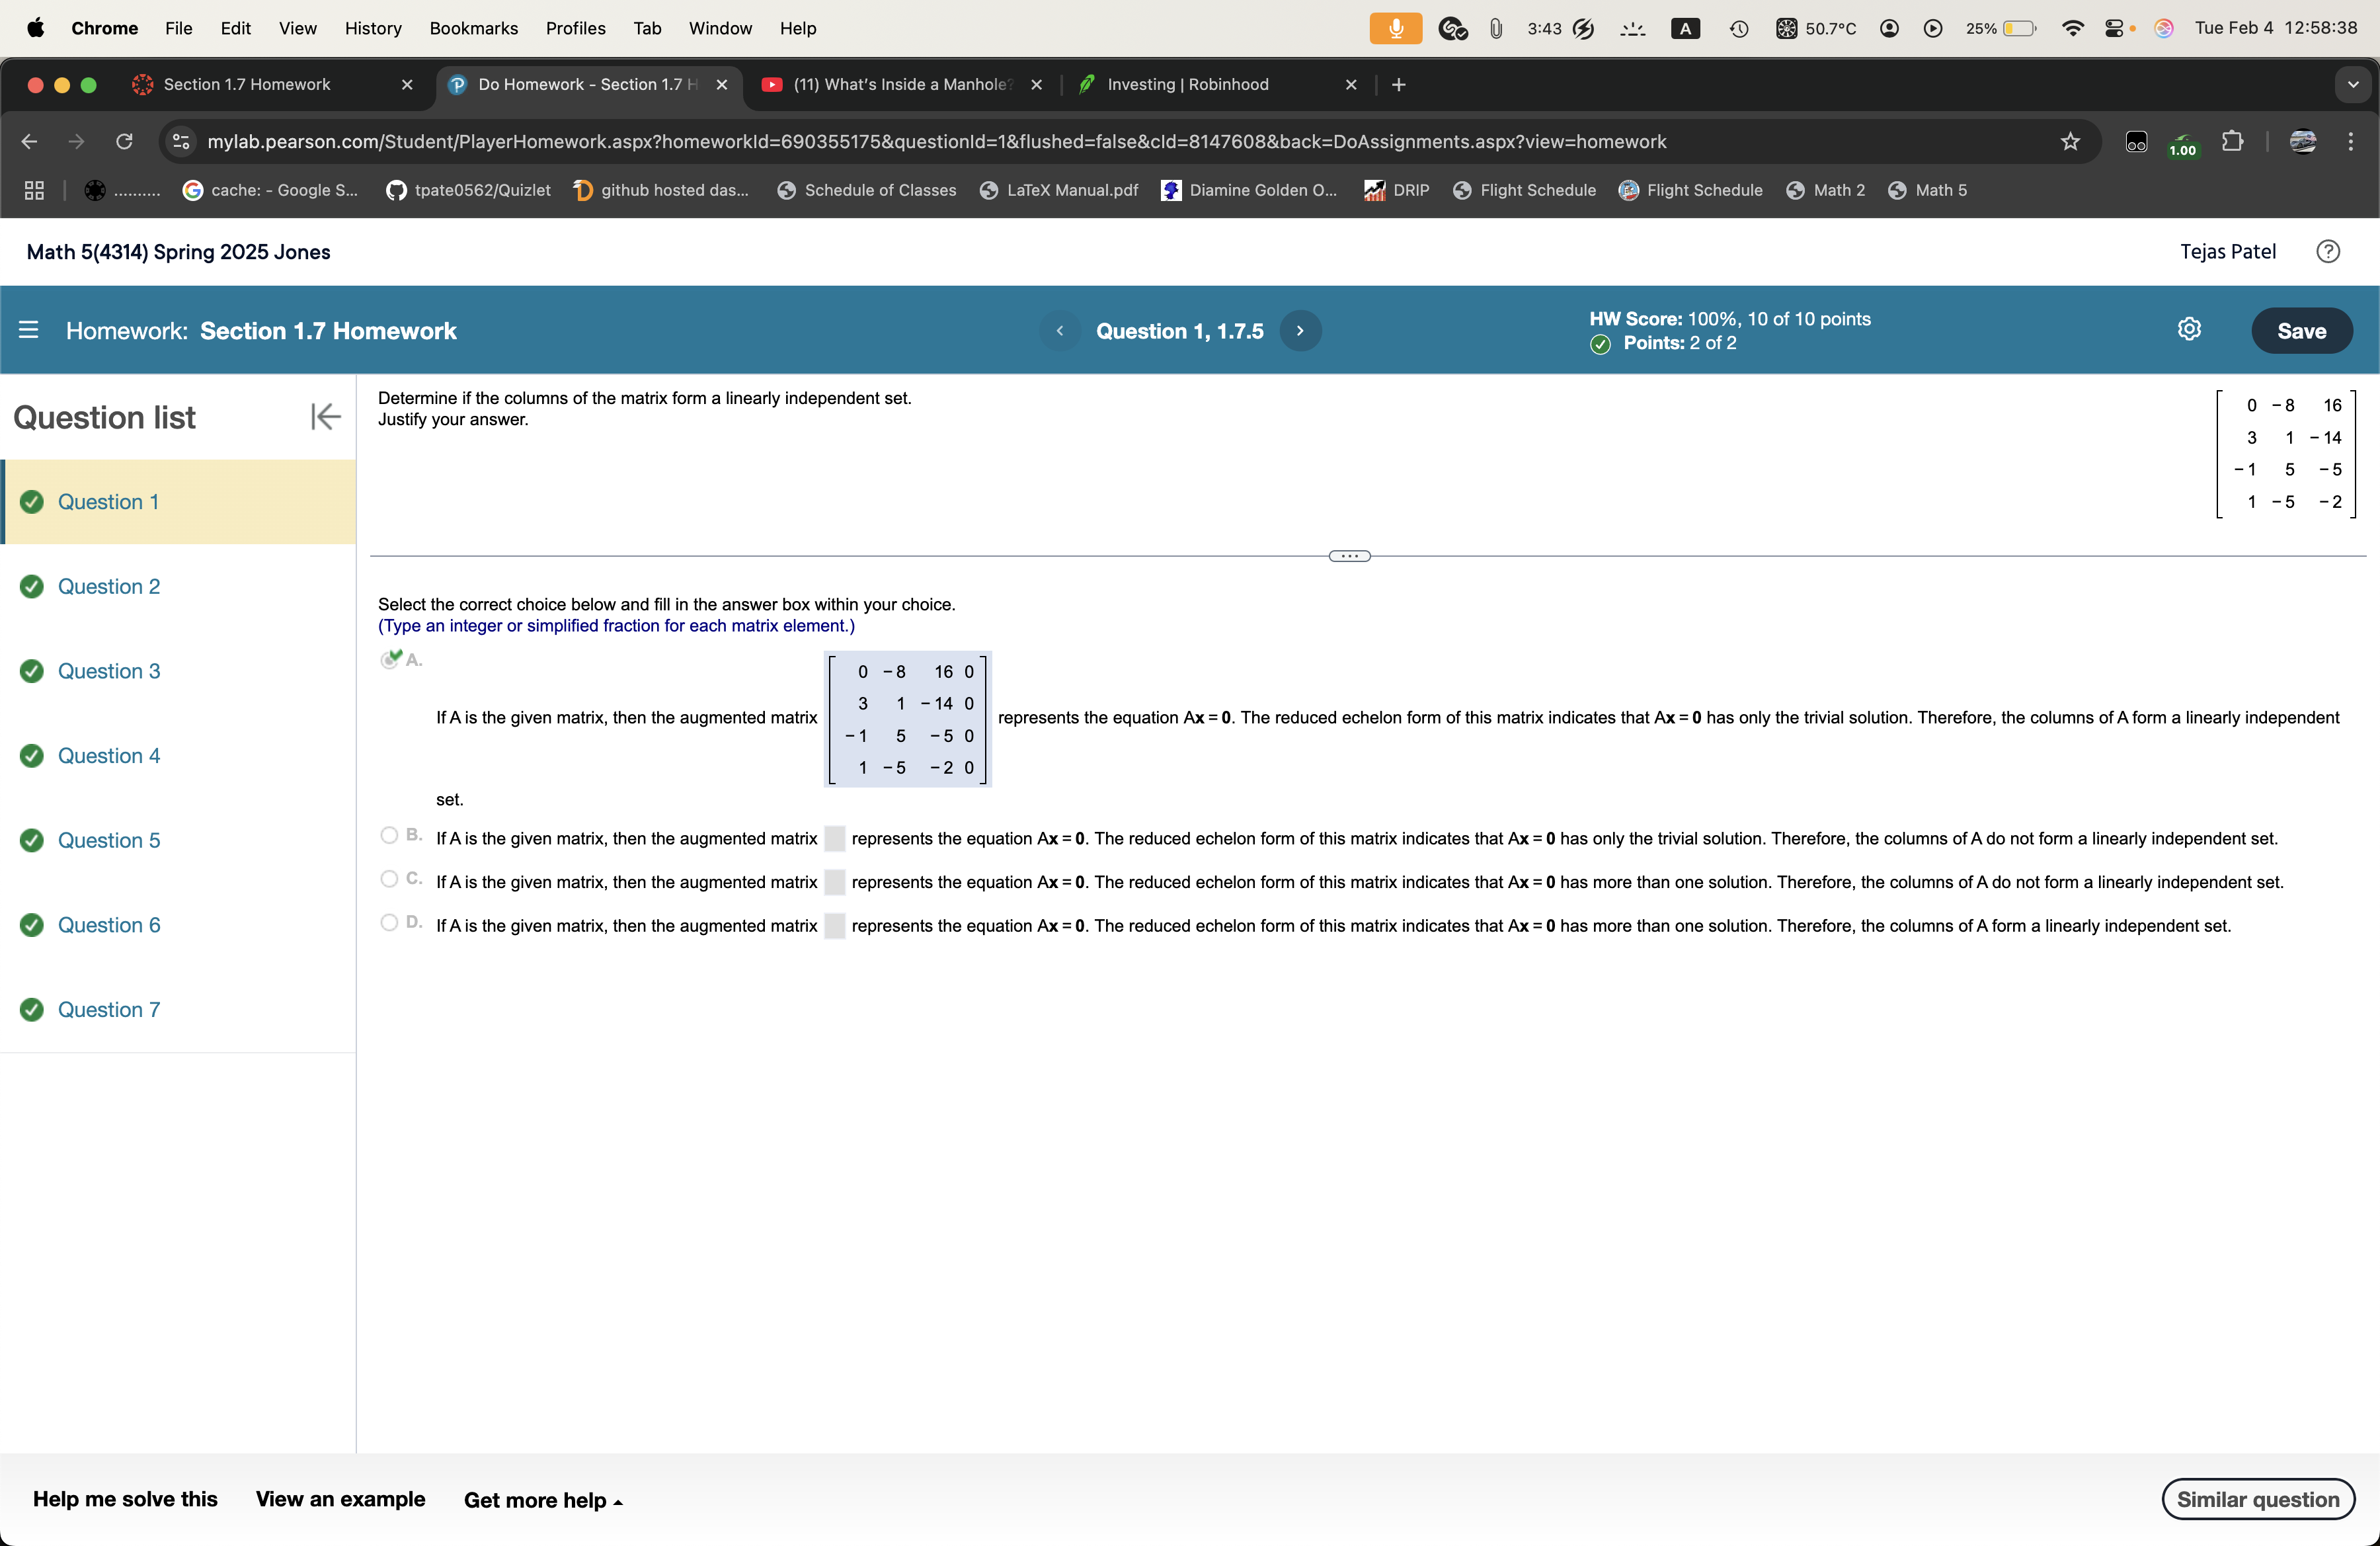 Chrome File Edit View History Bookmarks Profiles Tab Window Help 3:43 A 50.7°C 25% Tue Feb 4 12:58:38
Section 1.7 Homework Do Homework - Section 1.7 H (11) What's Inside a Manhole? Investing | Robinhood
mylab.pearson.com/Student/PlayerHomework.aspx?homeworkId=690355175&questionId=1&flushed=false&cId=8147608&back=DoAssignments.aspx?view=homework 1.00
.......... cache: - Google S... tpate0562/Quizlet github hosted das... Schedule of Classes LaTeX Manual.pdf Diamine Golden O... DRIP Flight Schedule Flight Schedule Math 2 Math 5
Math 5(4314) Spring 2025 Jones Tejas Patel
Homework: Section 1.7 Homework Question 1, 1.7.5 HW Score: 100%, 10 of 10 points Save
Points: 2 of 2
Question list
Question 1
Question 2
Question 3
Question 4
Question 5
Question 6
Question 7
Determine if the columns of the matrix form a linearly independent set.
Justify your answer.
0 -8 16
3 1 -14
-1 5 -5
1 -5 -2
Select the correct choice below and fill in the answer box within your choice.
(Type an integer or simplified fraction for each matrix element.)
A.
If A is the given matrix, then the augmented matrix
0 -8 16 0
3 1 -14 0
-1 5 -5 0
1 -5 -2 0
represents the equation Ax = 0. The reduced echelon form of this matrix indicates that Ax = 0 has only the trivial solution. Therefore, the columns of A form a linearly independent
set.
B. If A is the given matrix, then the augmented matrix represents the equation Ax = 0. The reduced echelon form of this matrix indicates that Ax = 0 has only the trivial solution. Therefore, the columns of A do not form a linearly independent set.
C. If A is the given matrix, then the augmented matrix represents the equation Ax = 0. The reduced echelon form of this matrix indicates that Ax = 0 has more than one solution. Therefore, the columns of A do not form a linearly independent set.
D. If A is the given matrix, then the augmented matrix represents the equation Ax = 0. The reduced echelon form of this matrix indicates that Ax = 0 has more than one solution. Therefore, the columns of A form a linearly independent set.
Help me solve this View an example Get more help Similar question